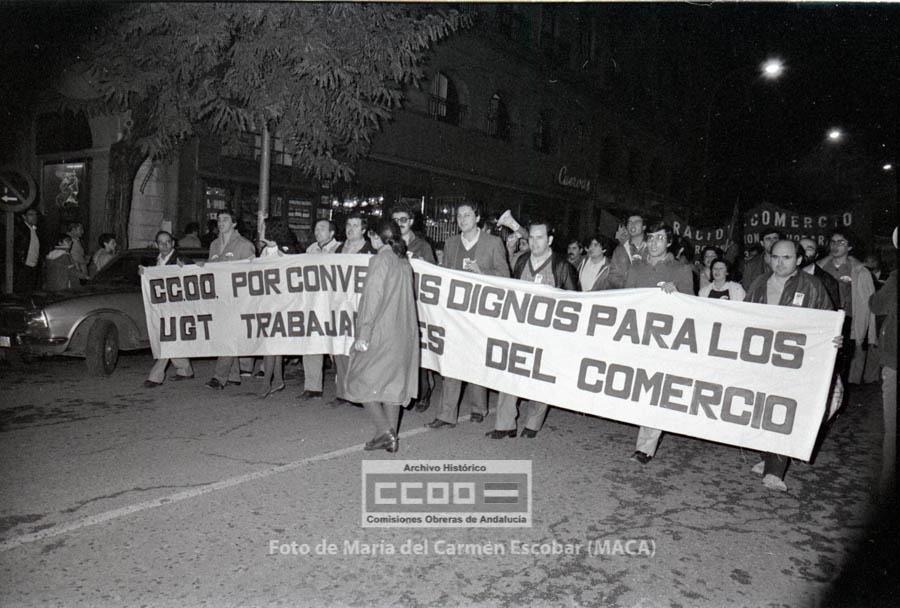 CC.OO. POR CONVE S DIGNOS PARA LOS
UGT TRABAJA ES DEL COMERCIO
COMERCIO
Archivo Histórico
CCOO
Comisiones Obreras de Andalucía
Foto de María del Carmen Escobar (MACA)